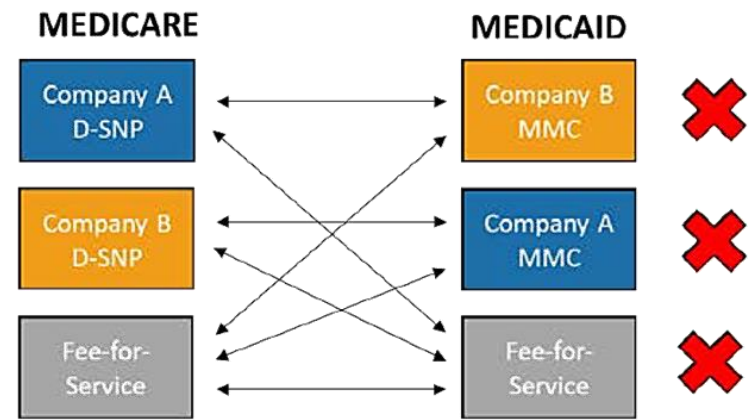 MEDICARE
MEDICAID
Company A
D-SNP
Company B
MMC
Company B
D-SNP
Company A
MMC
Fee-for-
Service
Fee-for-
Service